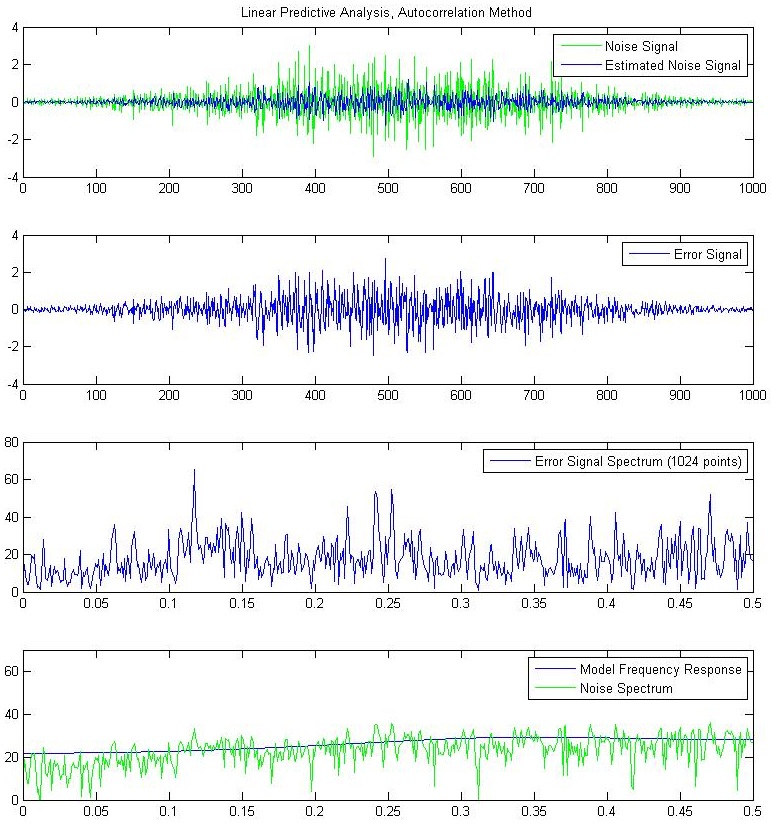 Linear Predictive Analysis, Autocorrelation Method
4
2
0
-2
-4
Noise Signal
Estimated Noise Signal
0 100 200 300 400 500 600 700 800 900 1000
4
2
0
-2
-4
Error Signal
0 100 200 300 400 500 600 700 800 900 1000
80
60
40
20
0
Error Signal Spectrum (1024 points)
0 0.05 0.1 0.15 0.2 0.25 0.3 0.35 0.4 0.45 0.5
60
40
20
0
Model Frequency Response
Noise Spectrum
0 0.05 0.1 0.15 0.2 0.25 0.3 0.35 0.4 0.45 0.5